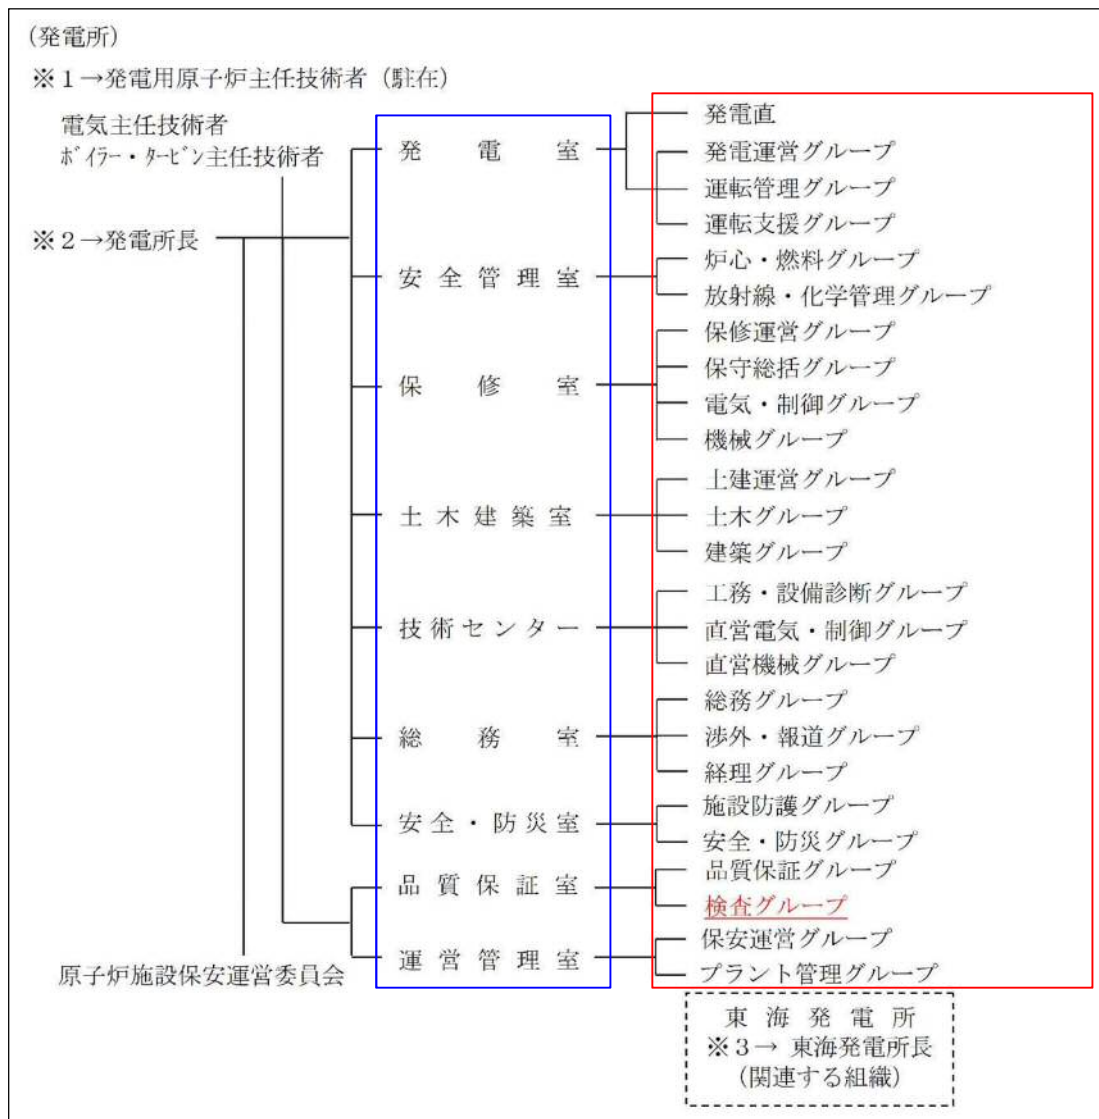 (発電所)
※1→発電用原子炉主任技術者 (駐在)
電気主任技術者
ボイラー・タービン主任技術者
※2→発電所長
原子炉施設保安運営委員会
発電室
発電直
発電運営グループ
運転管理グループ
運転支援グループ
安全管理室
炉心・燃料グループ
放射線・化学管理グループ
保修室
保修運営グループ
保守総括グループ
電気・制御グループ
機械グループ
土木建築室
土建運営グループ
土木グループ
建築グループ
技術センター
工務・設備診断グループ
直営電気・制御グループ
直営機械グループ
総務室
総務グループ
渉外・報道グループ
経理グループ
安全・防災室
施設防護グループ
安全・防災グループ
品質保証室
品質保証グループ
検査グループ
運営管理室
保安運営グループ
プラント管理グループ
東海発電所
※3→ 東海発電所長
(関連する組織)